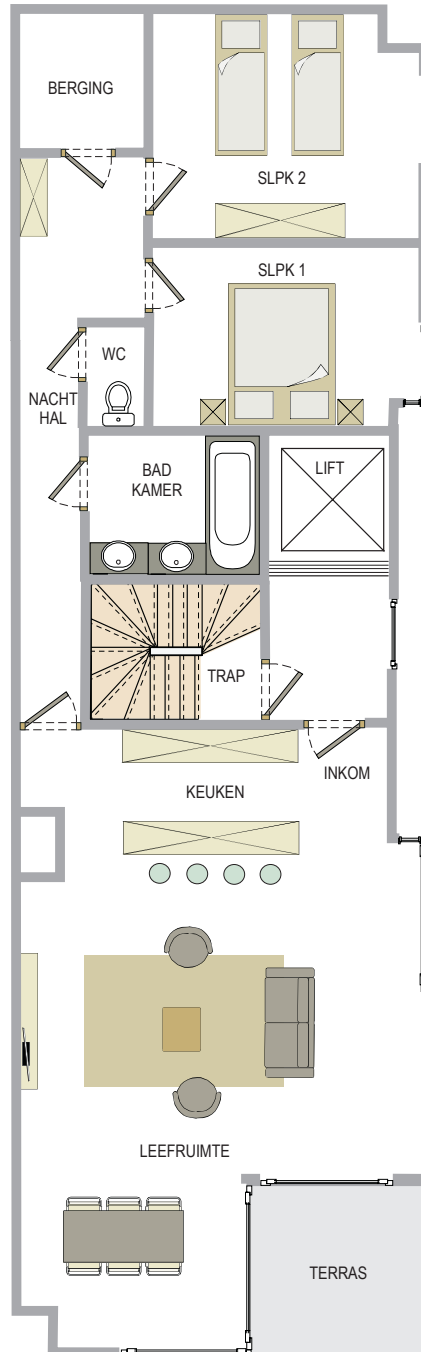 BERGING
SLPK 2
SLPK 1
WC
NACHT
HAL
BAD
KAMER
LIFT
TRAP
INKOM
KEUKEN
LEEFRUIMTE
TERRAS